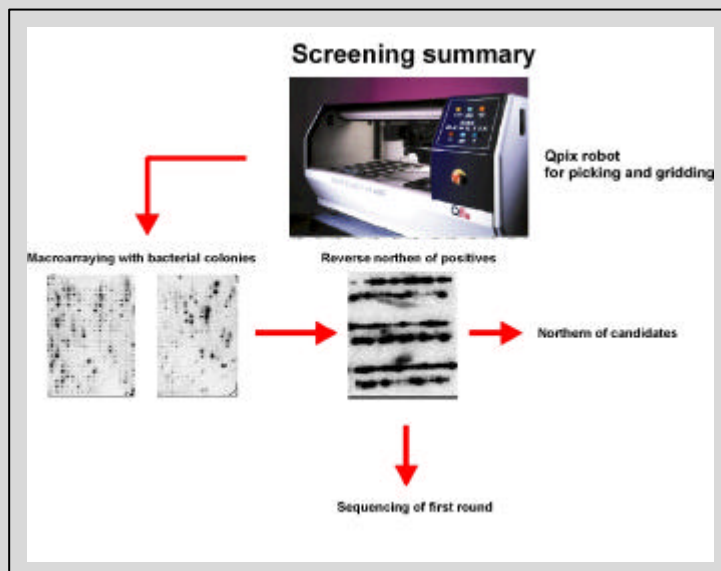 Screening summary
Qpix robot
for picking and gridding
Macroarraying with bacterial colonies
Reverse northen of positives
Northern of candidates
Sequencing of first round